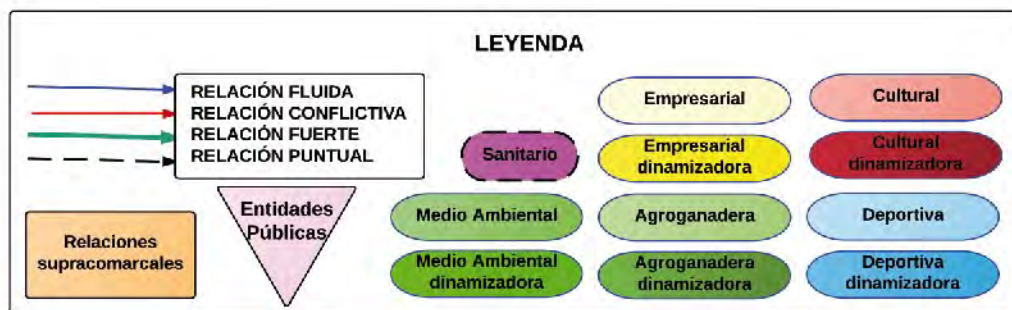 LEYENDA
RELACIÓN FLUIDA
RELACIÓN CONFLICTIVA
RELACIÓN FUERTE
RELACIÓN PUNTUAL
Empresarial
Cultural
Sanitario
Empresarial
dinamizadora
Cultural
dinamizadora
Entidades
Públicas
Relaciones
supracomarcales
Medio Ambiental
Agroganadera
Deportiva
Medio Ambiental
dinamizadora
Agroganadera
dinamizadora
Deportiva
dinamizadora